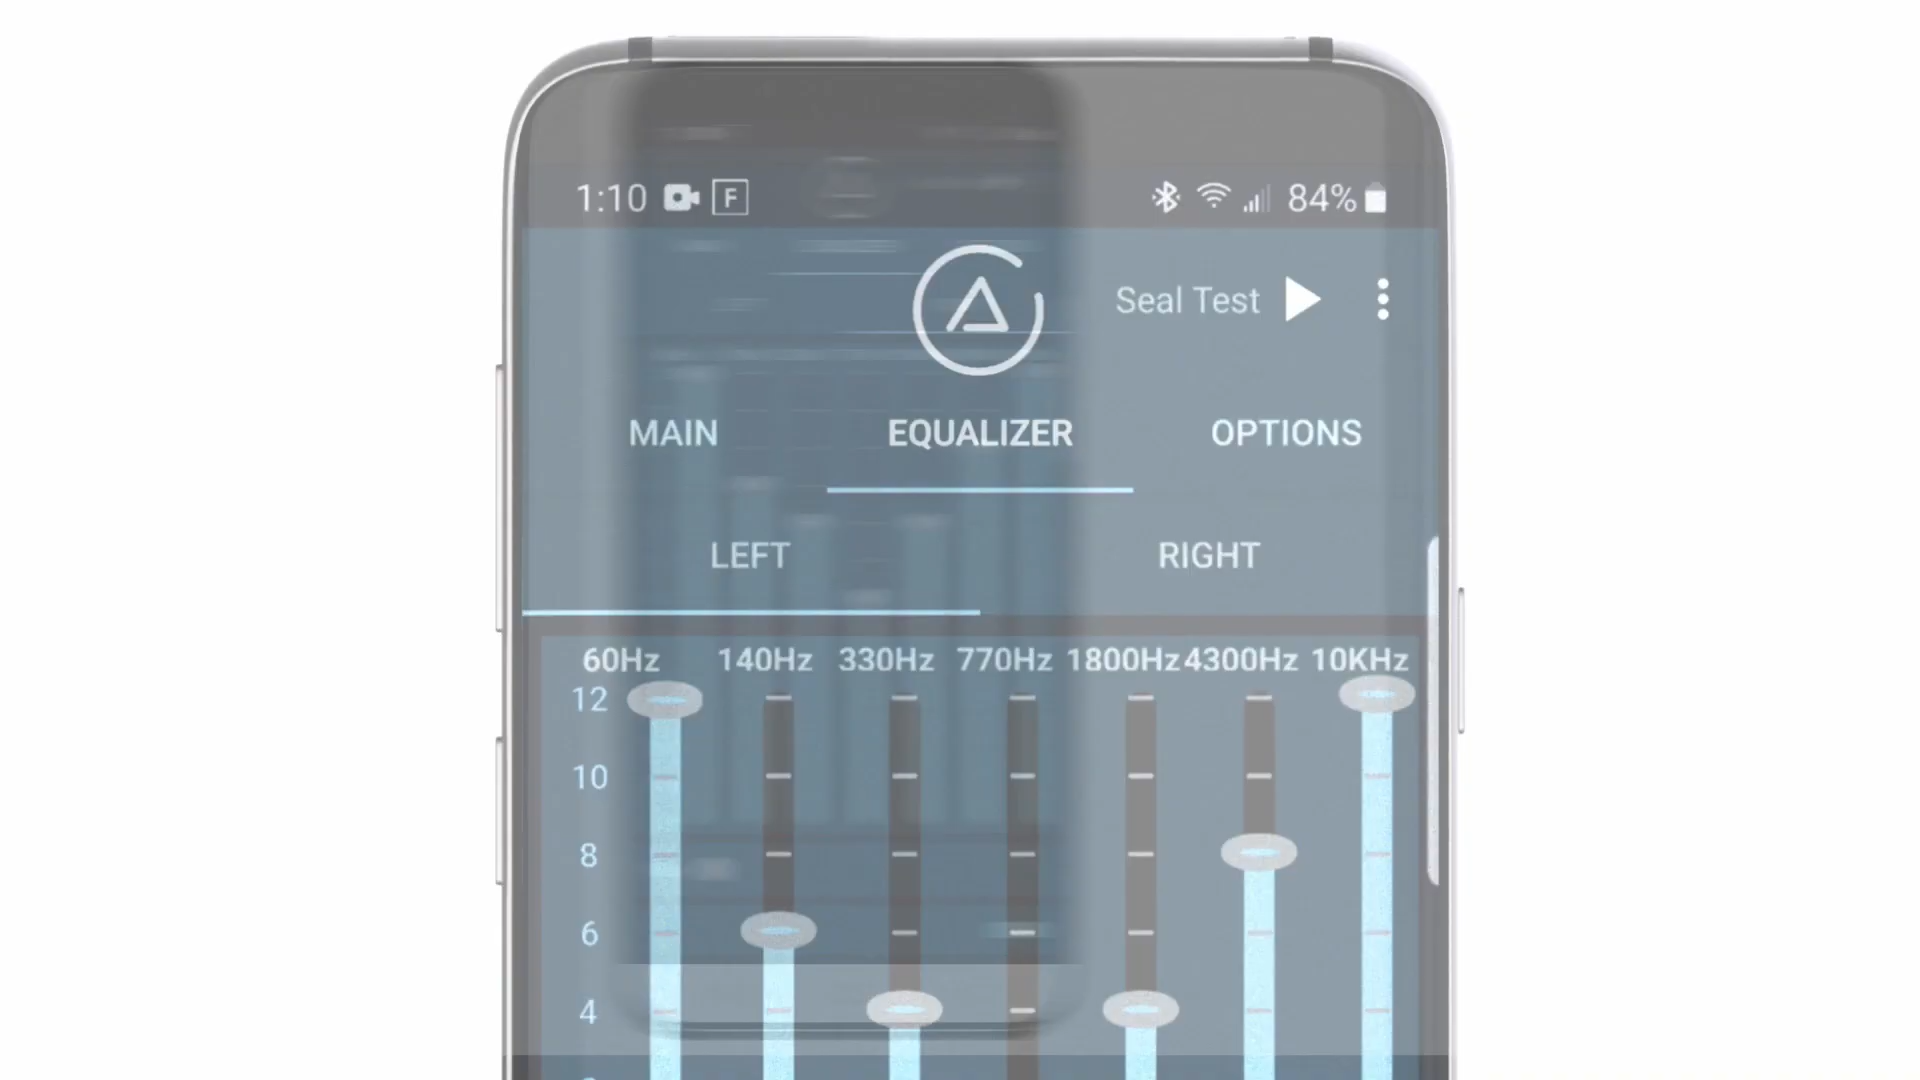 1:10 F 84%
Seal Test
MAIN EQUALIZER OPTIONS
LEFT RIGHT
60Hz 140Hz 330Hz 770Hz 1800Hz 4300Hz 10KHz
12
10
8
6
4